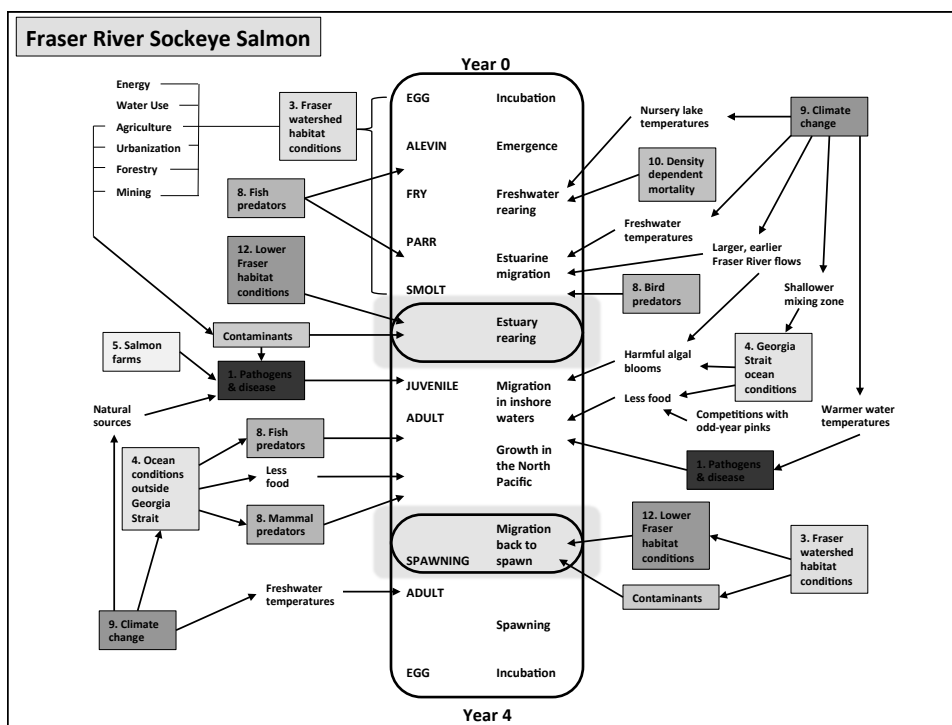 Fraser River Sockeye Salmon
Year 0
Energy
Water Use
Agriculture
Urbanization
Forestry
Mining
3. Fraser
watershed
habitat
conditions
8. Fish
predators
12. Lower
Fraser
habitat
conditions
Contaminants
5. Salmon
farms
1. Pathogens
& disease
Natural
sources
4. Ocean
conditions
outside
Georgia
Strait
8. Fish
predators
Less
food
8. Mammal
predators
Freshwater
temperatures
9. Climate
change
EGG
ALEVIN
FRY
PARR
SMOLT
JUVENILE
ADULT
SPAWNING
ADULT
EGG
Incubation
Emergence
Freshwater
rearing
Estuarine
migration
Estuary
rearing
Migration
in inshore
waters
Growth in
the North
Pacific
Migration
back to
spawn
Spawning
Incubation
Nursery lake
temperatures
9. Climate
change
10. Density
dependent
mortality
Freshwater
temperatures
Larger, earlier
Fraser River flows
8. Bird
predators
Shallower
mixing zone
Harmful algal
blooms
4. Georgia
Strait
ocean
conditions
Less food
Competitions with
odd-year pinks
Warmer water
temperatures
1. Pathogens
& disease
12. Lower
Fraser
habitat
conditions
3. Fraser
watershed
habitat
conditions
Contaminants
Year 4